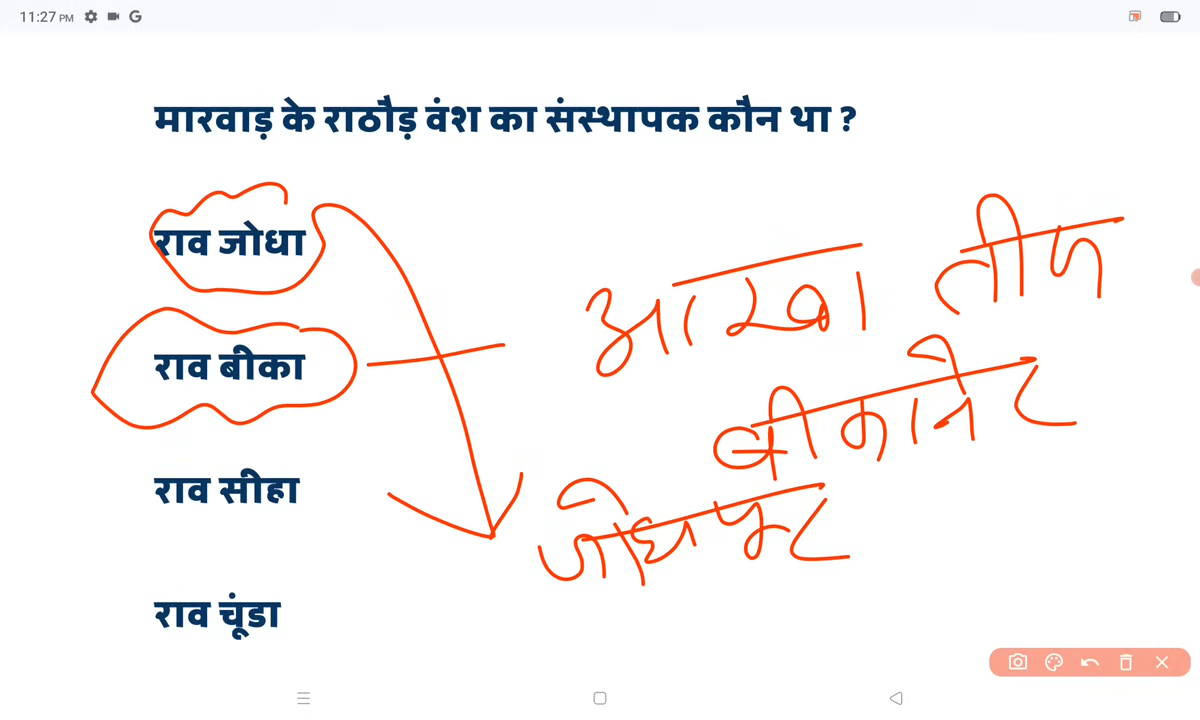 11:27 PM
मारवाड़ के राठौड़ वंश का संस्थापक कौन था ?
राव जोधा
आखा तीज
राव बीका
बीकानेर
राव सीहा
जोधपुर
राव चूंडा